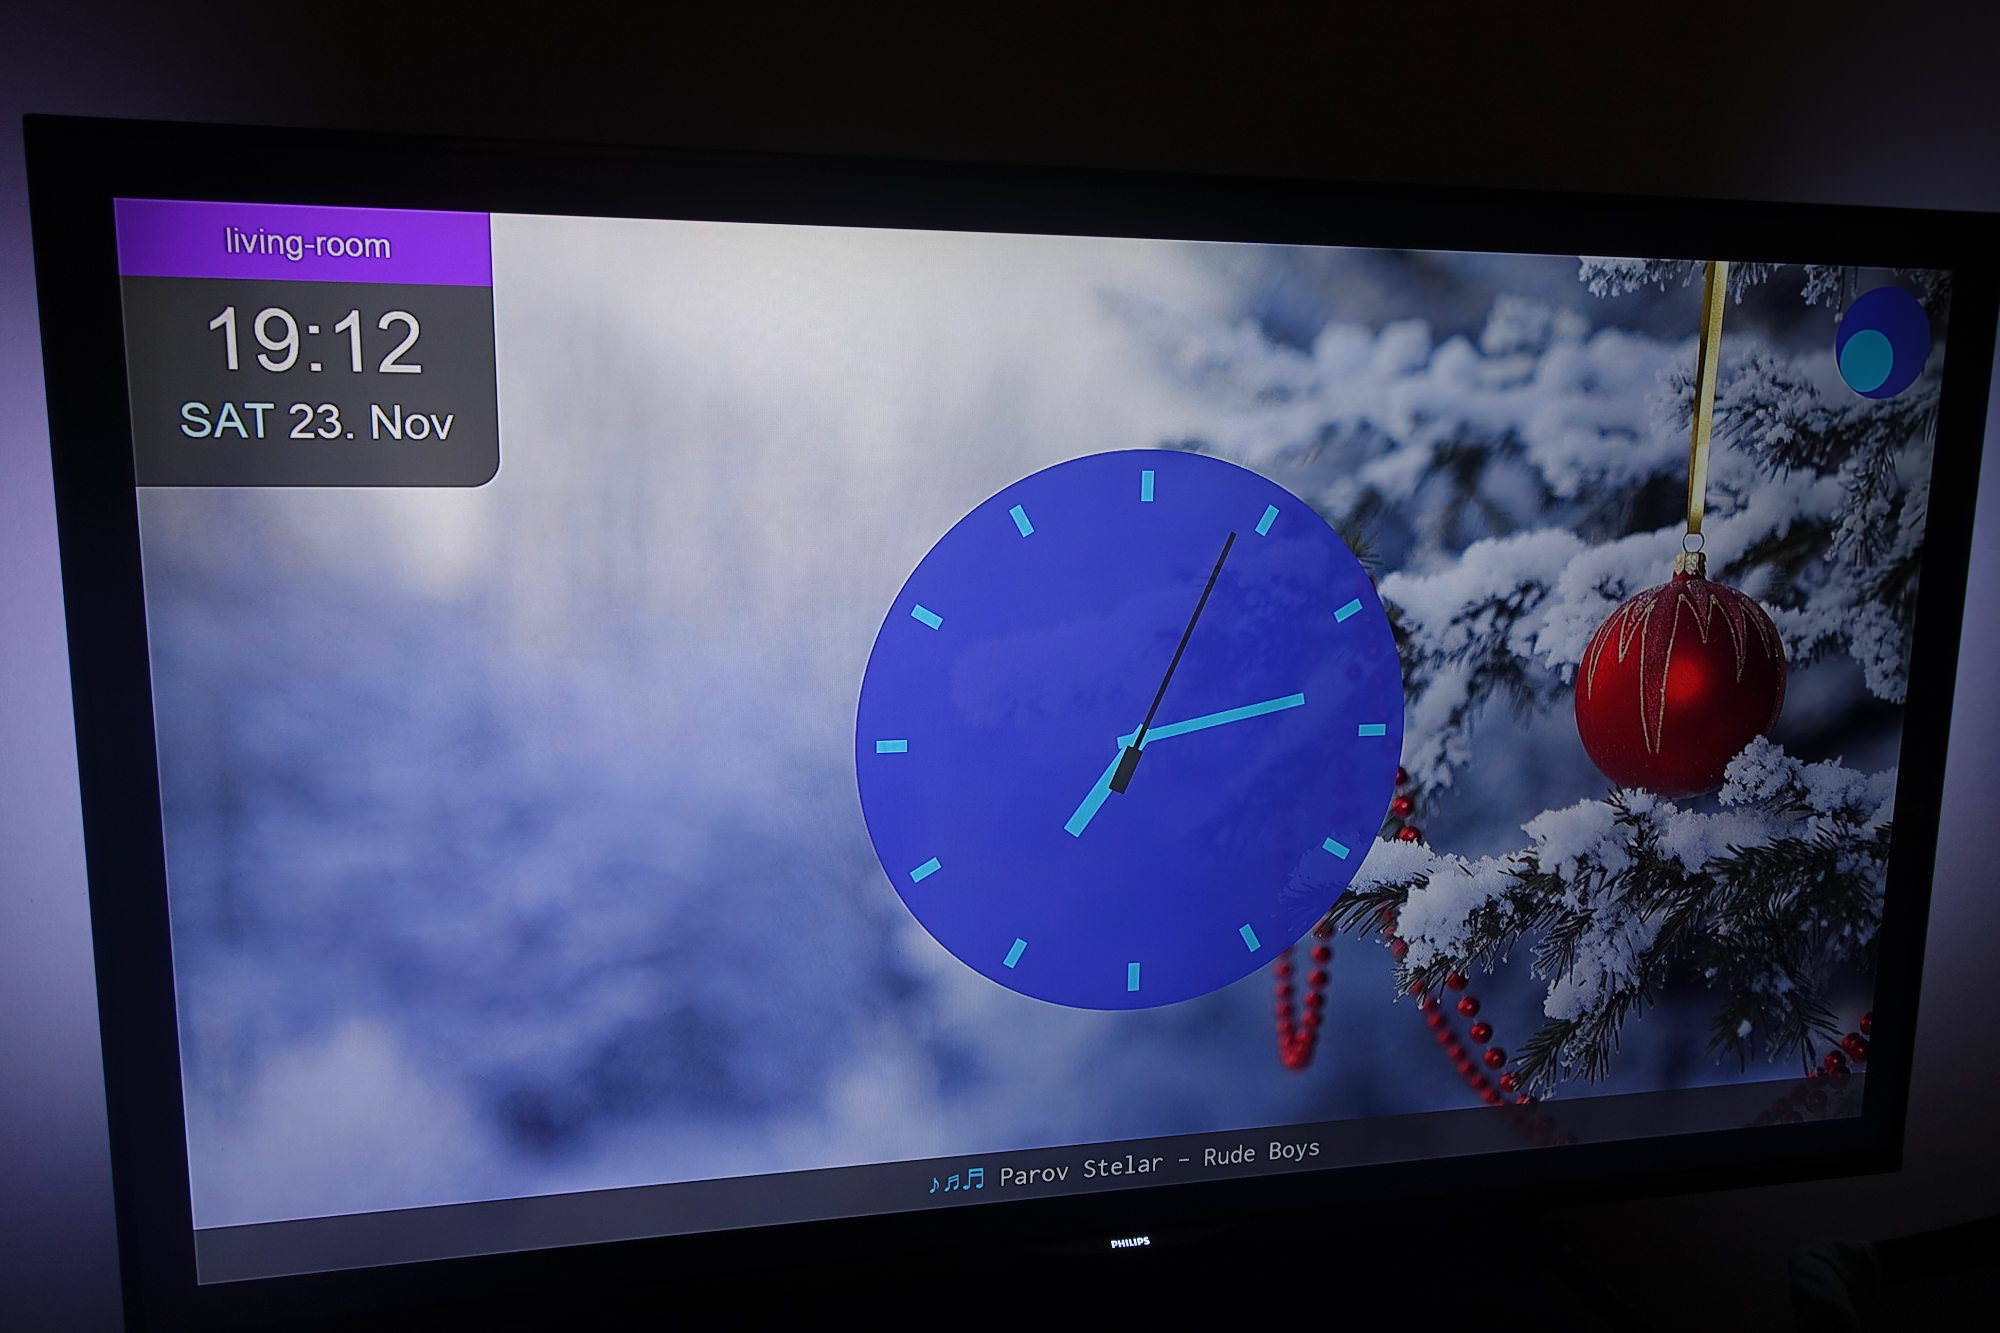 living-room
19:12
SAT 23. Nov
♪♬♬ Parov Stelar – Rude Boys
PHILIPS